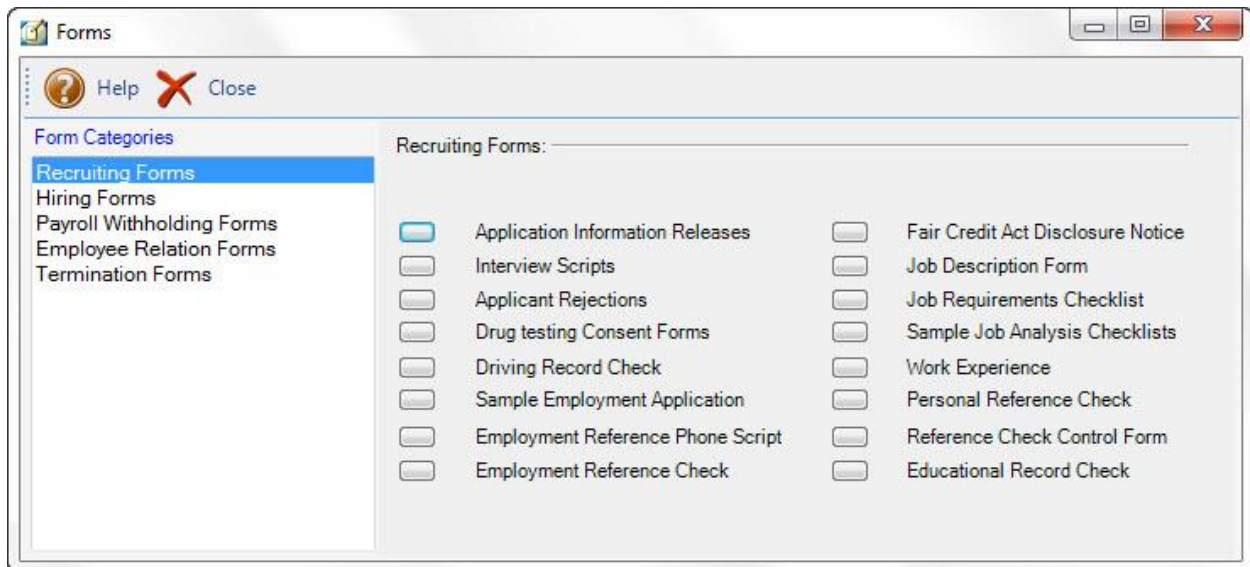 Forms
Help Close
Form Categories
Recruiting Forms
Hiring Forms
Payroll Withholding Forms
Employee Relation Forms
Termination Forms
Recruiting Forms:
Application Information Releases
Interview Scripts
Applicant Rejections
Drug testing Consent Forms
Driving Record Check
Sample Employment Application
Employment Reference Phone Script
Employment Reference Check
Fair Credit Act Disclosure Notice
Job Description Form
Job Requirements Checklist
Sample Job Analysis Checklists
Work Experience
Personal Reference Check
Reference Check Control Form
Educational Record Check